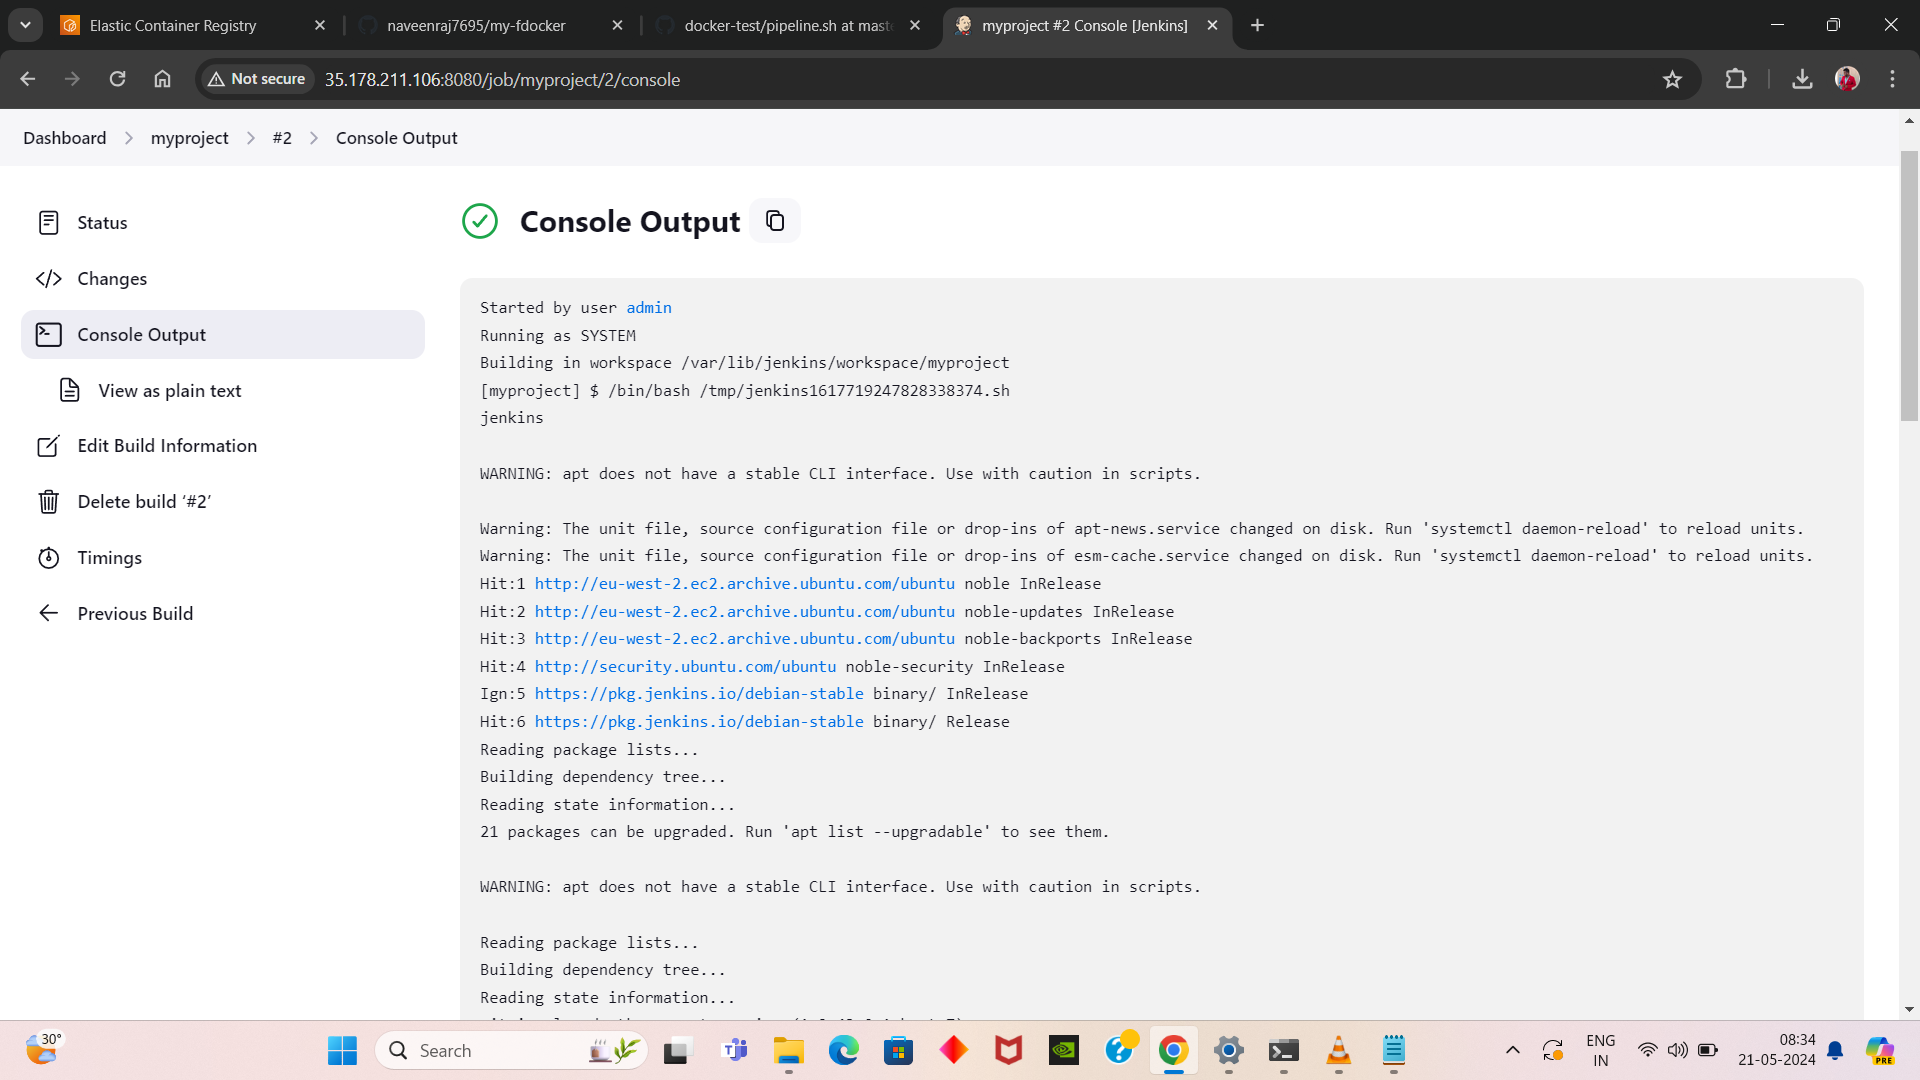 Elastic Container Registry
naveenraj7695/my-fdocker
docker-test/pipeline.sh at mast
myproject #2 Console [Jenkins]
Not secure
35.178.211.106:8080/job/myproject/2/console
Dashboard
myproject
#2
Console Output
Status
Changes
Console Output
View as plain text
Edit Build Information
Delete build ‘#2’
Timings
Previous Build
Console Output
Started by user admin
Running as SYSTEM
Building in workspace /var/lib/jenkins/workspace/myproject
[myproject] $ /bin/bash /tmp/jenkins1617719247828338374.sh
jenkins
WARNING: apt does not have a stable CLI interface. Use with caution in scripts.
Warning: The unit file, source configuration file or drop-ins of apt-news.service changed on disk. Run 'systemctl daemon-reload' to reload units.
Warning: The unit file, source configuration file or drop-ins of esm-cache.service changed on disk. Run 'systemctl daemon-reload' to reload units.
Hit:1 http://eu-west-2.ec2.archive.ubuntu.com/ubuntu noble InRelease
Hit:2 http://eu-west-2.ec2.archive.ubuntu.com/ubuntu noble-updates InRelease
Hit:3 http://eu-west-2.ec2.archive.ubuntu.com/ubuntu noble-backports InRelease
Hit:4 http://security.ubuntu.com/ubuntu noble-security InRelease
Ign:5 https://pkg.jenkins.io/debian-stable binary/ InRelease
Hit:6 https://pkg.jenkins.io/debian-stable binary/ Release
Reading package lists...
Building dependency tree...
Reading state information...
21 packages can be upgraded. Run 'apt list --upgradable' to see them.
WARNING: apt does not have a stable CLI interface. Use with caution in scripts.
Reading package lists...
Building dependency tree...
Reading state information...
30°
Search
ENG
IN
08:34
21-05-2024
PRE